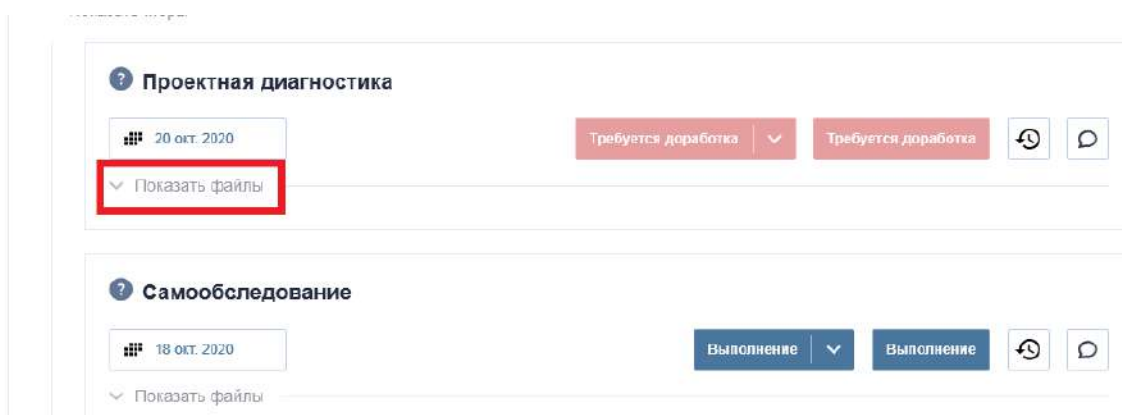 Проектная диагностика
20 окт. 2020
Требуется доработка
Требуется доработка
Показать файлы
Самообследование
18 окт. 2020
Выполнение
Выполнение
Показать файлы